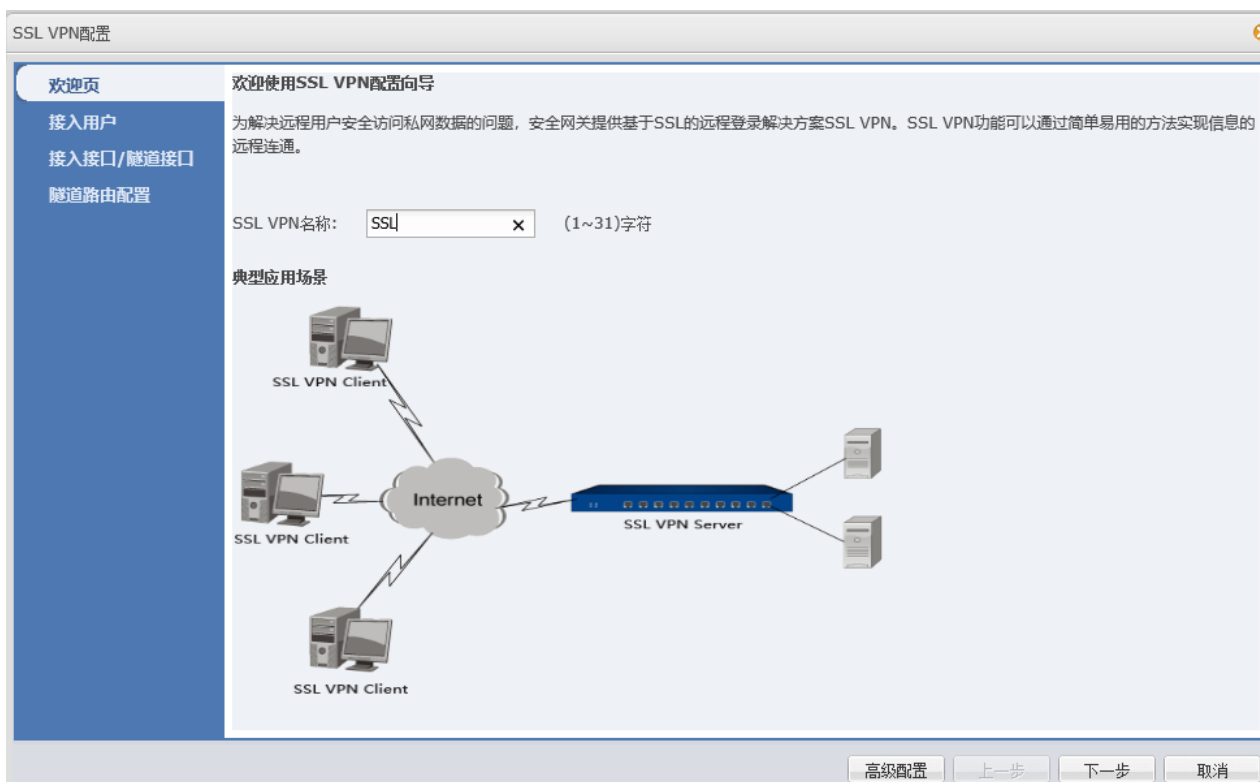 SSL VPN配置
欢迎页
接入用户
接入接口/隧道接口
隧道路由配置
欢迎使用SSL VPN配置向导
为解决远程用户安全访问私网数据的问题，安全网关提供基于SSL的远程登录解决方案SSL VPN。SSL VPN功能可以通过简单易用的方法实现信息的
远程连通。
SSL VPN名称: SSL (1~31)字符
典型应用场景
SSL VPN Client
Internet
SSL VPN Server
SSL VPN Client
SSL VPN Client
高级配置 上一步 下一步 取消